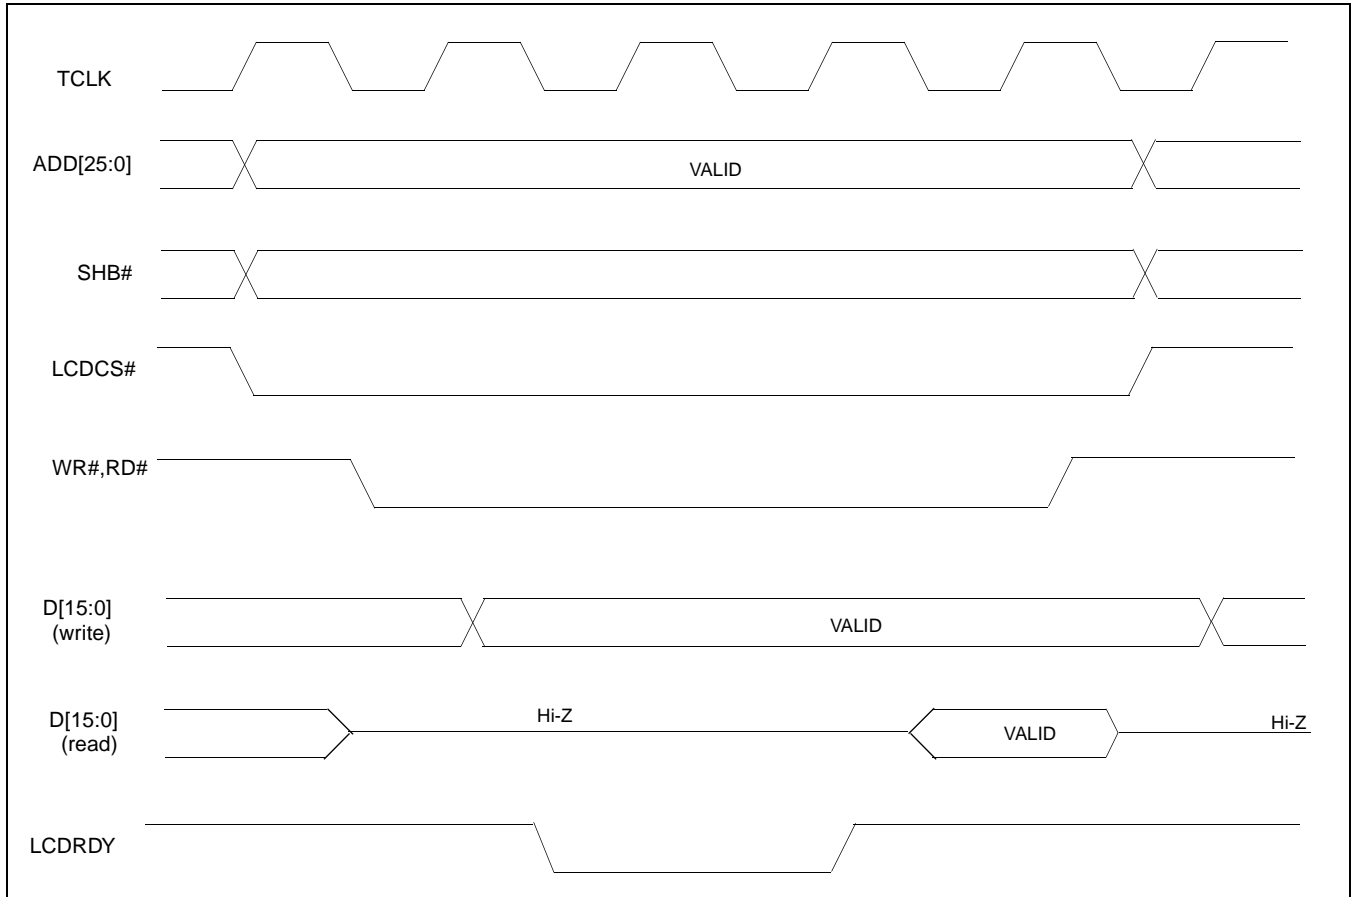 TCLK
ADD[25:0]
VALID
SHB#
LCDCS#
WR#,RD#
D[15:0]
(write)
VALID
D[15:0]
(read)
Hi-Z
VALID
Hi-Z
LCDRDY